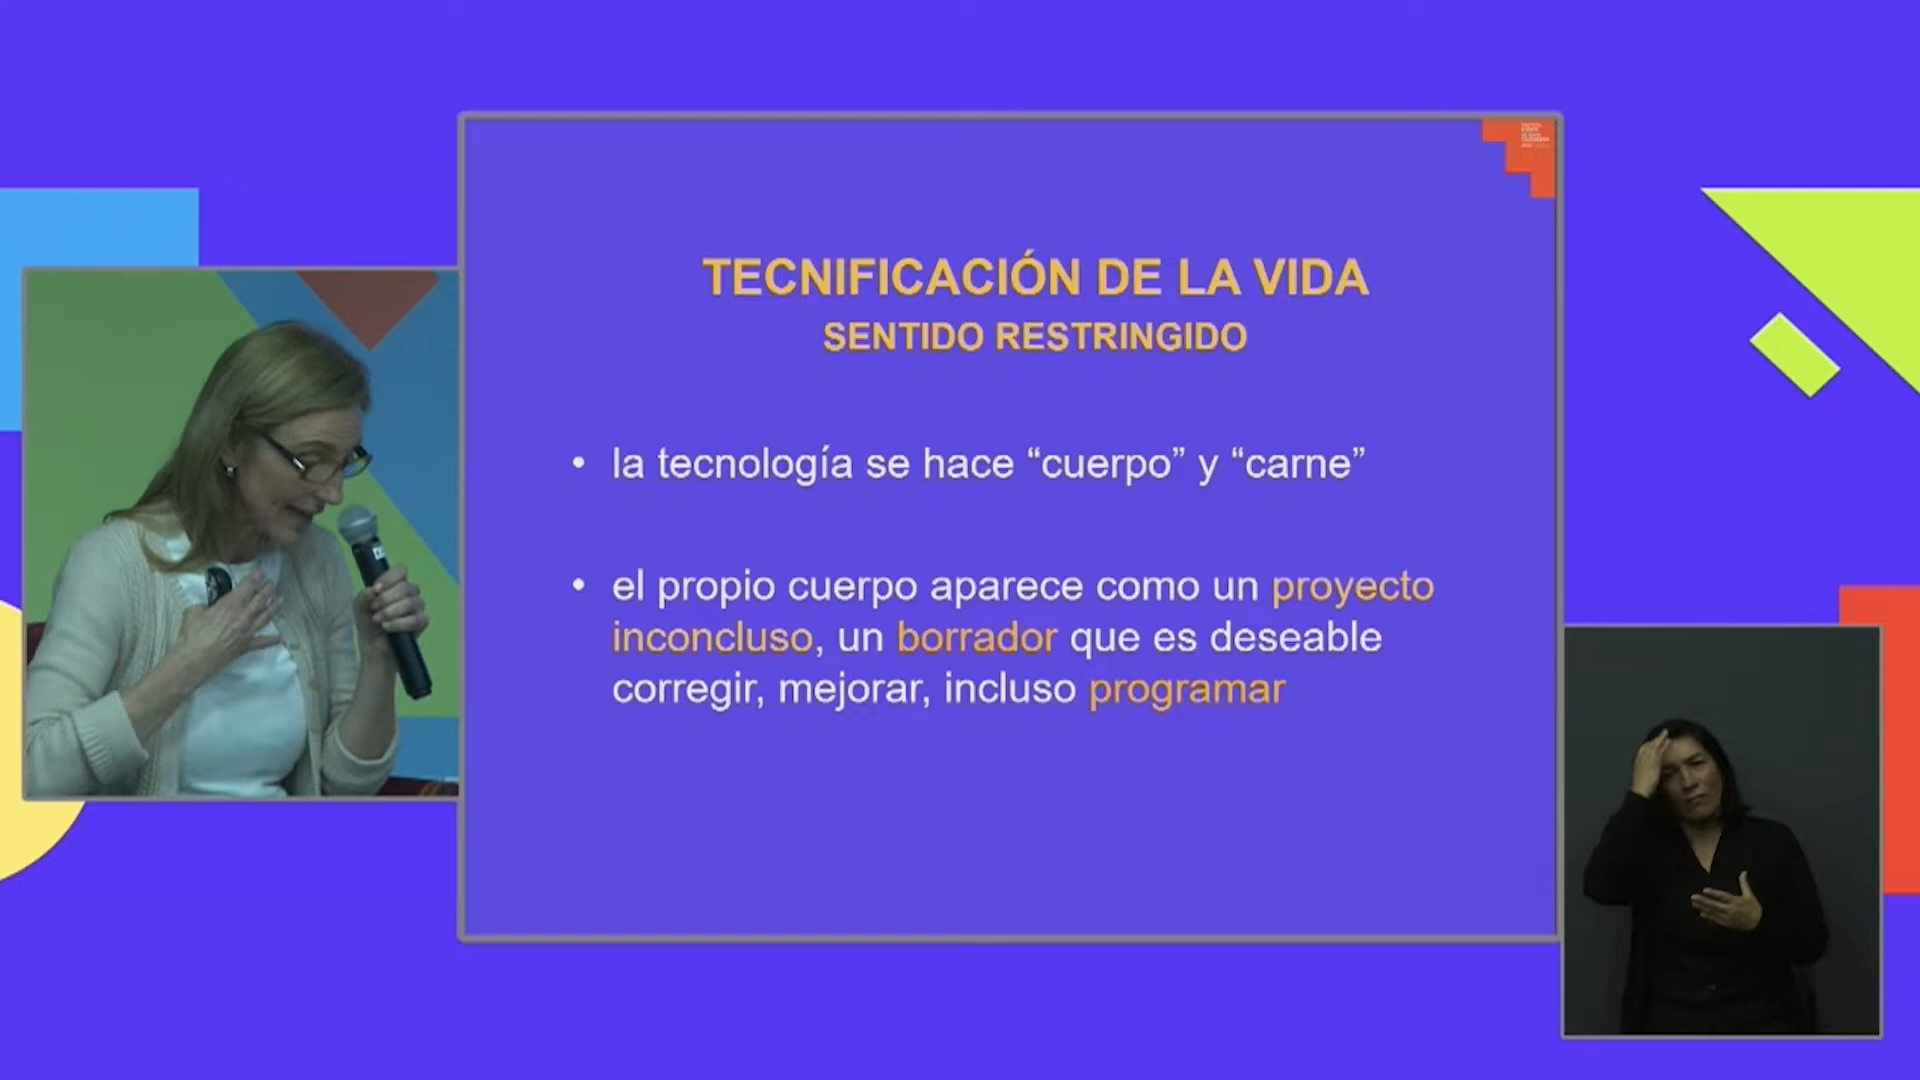 TECNIFICACIÓN DE LA VIDA
SENTIDO RESTRINGIDO
• la tecnología se hace “cuerpo” y “carne”
• el propio cuerpo aparece como un proyecto
inconcluso, un borrador que es deseable
corregir, mejorar, incluso programar